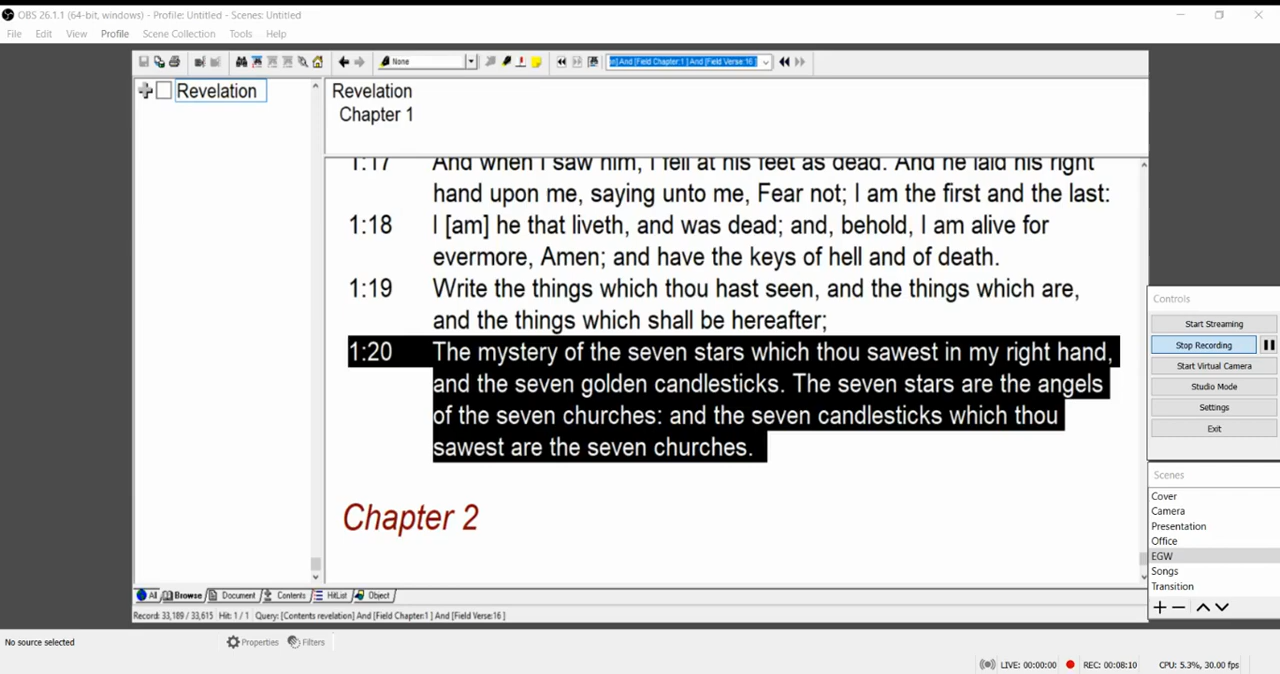 OBS 26.1.1 (64-bit, windows) - Profile: Untitled - Scenes: Untitled
File Edit View Profile Scene Collection Tools Help
None
] And [Field Chapter:1 ] And [Field Verse:16 ]
Revelation
Revelation
Chapter 1
1:17 And when I saw him, I fell at his feet as dead. And he laid his right
hand upon me, saying unto me, Fear not; I am the first and the last:
1:18 I [am] he that liveth, and was dead; and, behold, I am alive for
evermore, Amen; and have the keys of hell and of death.
1:19 Write the things which thou hast seen, and the things which are,
and the things which shall be hereafter;
1:20 The mystery of the seven stars which thou sawest in my right hand,
and the seven golden candlesticks. The seven stars are the angels
of the seven churches: and the seven candlesticks which thou
sawest are the seven churches.
Chapter 2
All Browse Document Contents HitList Object
Record: 33,189 / 33,615 Hit: 1 / 1 Query: [Contents revelation] And [Field Chapter:1 ] And [Field Verse:16 ]
Controls
Start Streaming
Stop Recording
Start Virtual Camera
Studio Mode
Settings
Exit
Scenes
Cover
Camera
Presentation
Office
EGW
Songs
Transition
No source selected Properties Filters
LIVE: 00:00:00 REC: 00:08:10 CPU: 5.3%, 30.00 fps